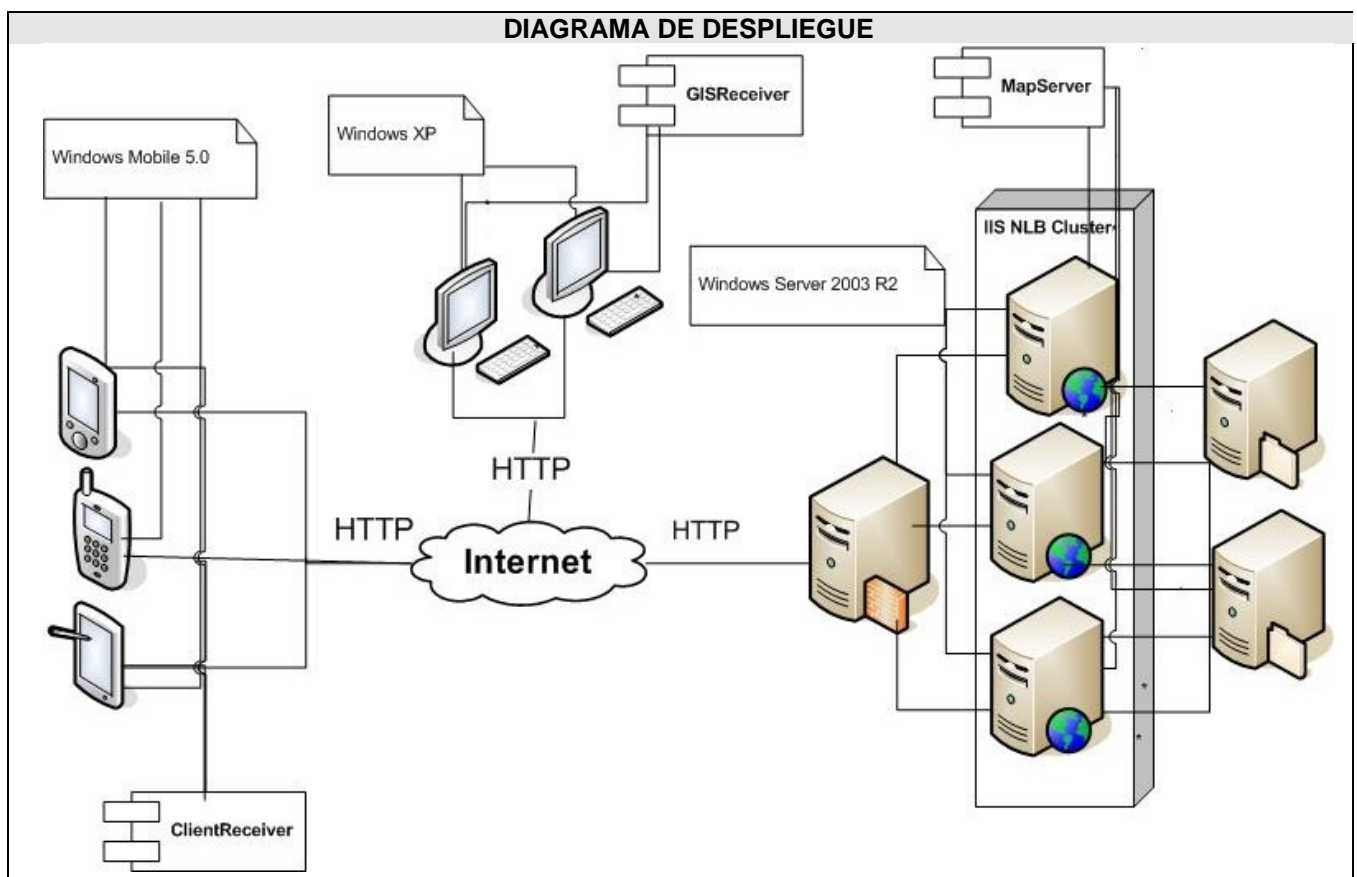 DIAGRAMA DE DESPLIEGUE
GISReceiver
MapServer
Windows XP
Windows Mobile 5.0
IIS NLB Cluster
Windows Server 2003 R2
HTTP
HTTP
HTTP
Internet
ClientReceiver